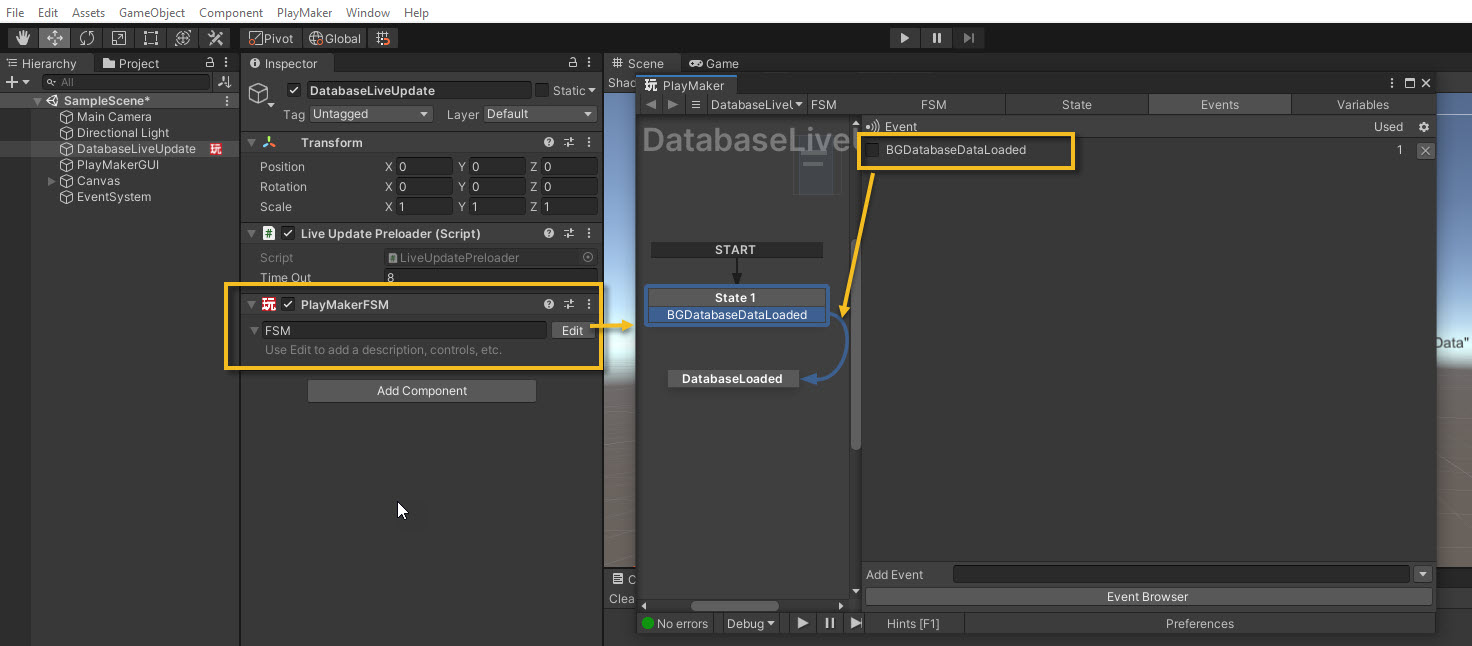 File Edit Assets GameObject Component PlayMaker Window Help
Pivot Global
Hierarchy Project
All
SampleScene*
Main Camera
Directional Light
DatabaseLiveUpdate
PlayMakerGUI
Canvas
EventSystem
Inspector
DatabaseLiveUpdate Static
Tag Untagged Layer Default
Transform
Position X 0 Y 0 Z 0
Rotation X 0 Y 0 Z 0
Scale X 1 Y 1 Z 1
# Live Update Preloader (Script)
Script # LiveUpdatePreloader
Time Out 8
玩 PlayMakerFSM
FSM Edit
Use Edit to add a description, controls, etc.
Add Component
Scene Game
Shad
玩 PlayMaker
DatabaseLivel FSM FSM State Events Variables
DatabaseLiveU
Event Used
BGDatabaseDataLoaded 1
START
State 1
BGDatabaseDataLoaded
DatabaseLoaded
Data"
C
Clea
Add Event
Event Browser
No errors Debug Hints [F1] Preferences